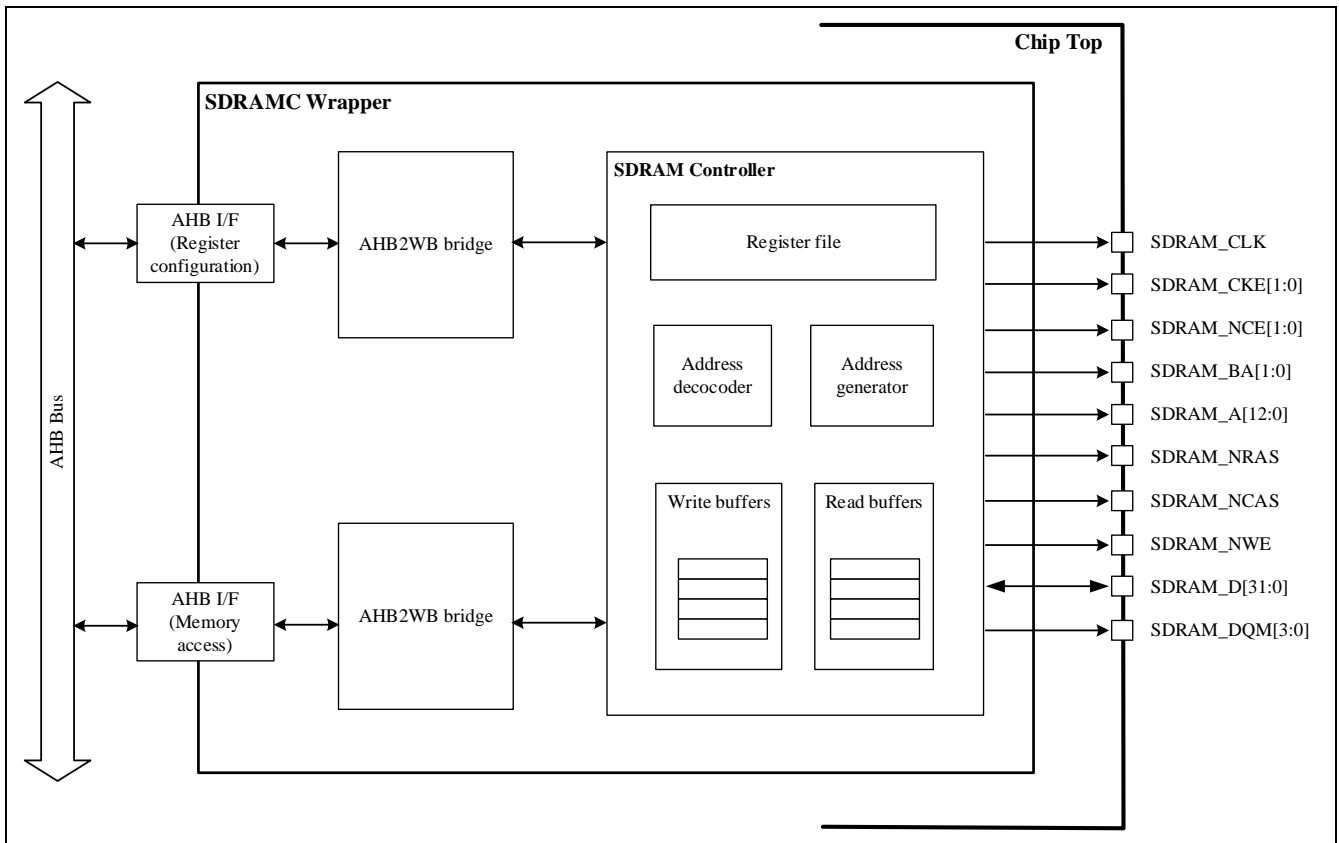 Chip Top
SDRAMC Wrapper
SDRAM Controller
AHB Bus
AHB I/F
(Register
configuration)
AHB2WB bridge
Register file
Address
decocoder
Address
generator
Write buffers
Read buffers
AHB I/F
(Memory
access)
AHB2WB bridge
SDRAM_CLK
SDRAM_CKE[1:0]
SDRAM_NCE[1:0]
SDRAM_BA[1:0]
SDRAM_A[12:0]
SDRAM_NRAS
SDRAM_NCAS
SDRAM_NWE
SDRAM_D[31:0]
SDRAM_DQM[3:0]